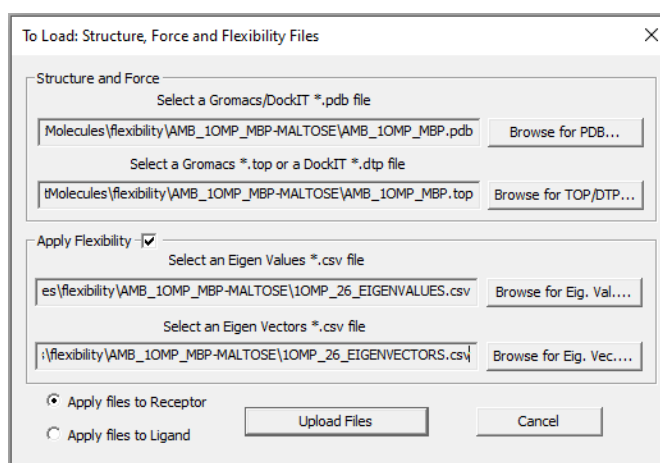 To Load: Structure, Force and Flexibility Files
Structure and Force
Select a Gromacs/DockIT *.pdb file
Molecules\flexibility\AMB_1OMP_MBP-MALTOSE\AMB_1OMP_MBP.pdb
Browse for PDB...
Select a Gromacs *.top or a DockIT *.dtp file
tMolecules\flexibility\AMB_1OMP_MBP-MALTOSE\AMB_1OMP_MBP.top
Browse for TOP/DTP...
Apply Flexibility
Select an Eigen Values *.csv file
es\flexibility\AMB_1OMP_MBP-MALTOSE\1OMP_26_EIGENVALUES.csv
Browse for Eig. Val....
Select an Eigen Vectors *.csv file
:\flexibility\AMB_1OMP_MBP-MALTOSE\1OMP_26_EIGENVECTORS.csv
Browse for Eig. Vec....
Apply files to Receptor
Apply files to Ligand
Upload Files
Cancel